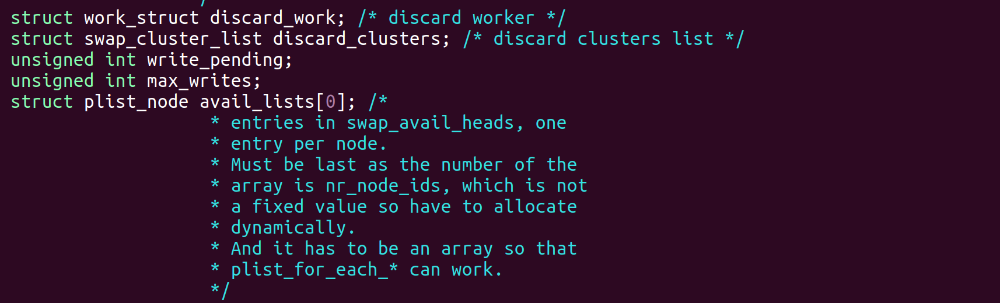 /
struct work_struct discard_work; /* discard worker */
struct swap_cluster_list discard_clusters; /* discard clusters list */
unsigned int write_pending;
unsigned int max_writes;
struct plist_node avail_lists[0]; /*
* entries in swap_avail_heads, one
* entry per node.
* Must be last as the number of the
* array is nr_node_ids, which is not
* a fixed value so have to allocate
* dynamically.
* And it has to be an array so that
* plist_for_each_* can work.
*/